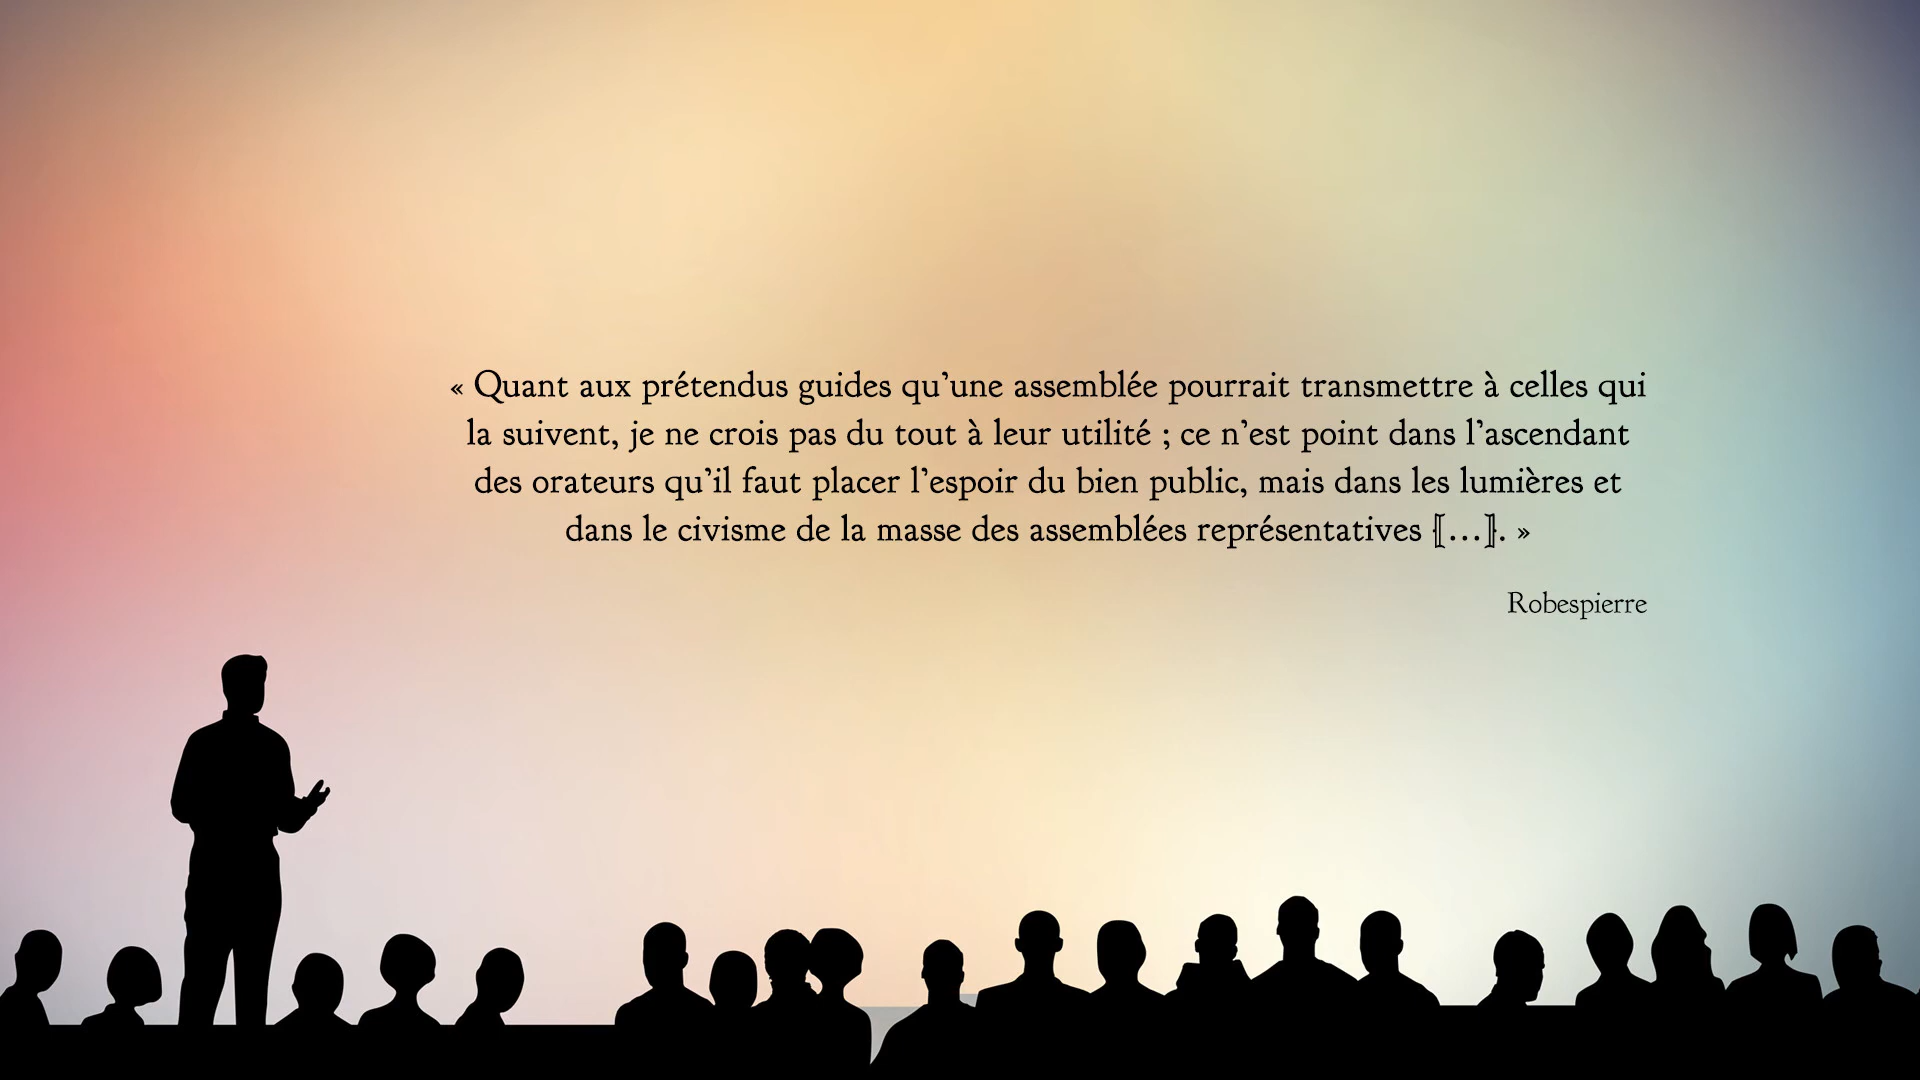 « Quant aux prétendus guides qu’une assemblée pourrait transmettre à celles qui
la suivent, je ne crois pas du tout à leur utilité ; ce n’est point dans l’ascendant
des orateurs qu’il faut placer l’espoir du bien public, mais dans les lumières et
dans le civisme de la masse des assemblées représentatives ⟦…⟧. »
Robespierre